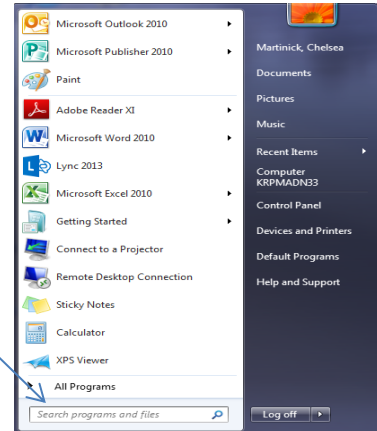 Microsoft Outlook 2010
Microsoft Publisher 2010
Paint
Adobe Reader XI
Microsoft Word 2010
Lync 2013
Microsoft Excel 2010
Getting Started
Connect to a Projector
Remote Desktop Connection
Sticky Notes
Calculator
XPS Viewer
All Programs
Search programs and files
Martinick, Chelsea
Documents
Pictures
Music
Recent Items
Computer
KRPMADN33
Control Panel
Devices and Printers
Default Programs
Help and Support
Log off